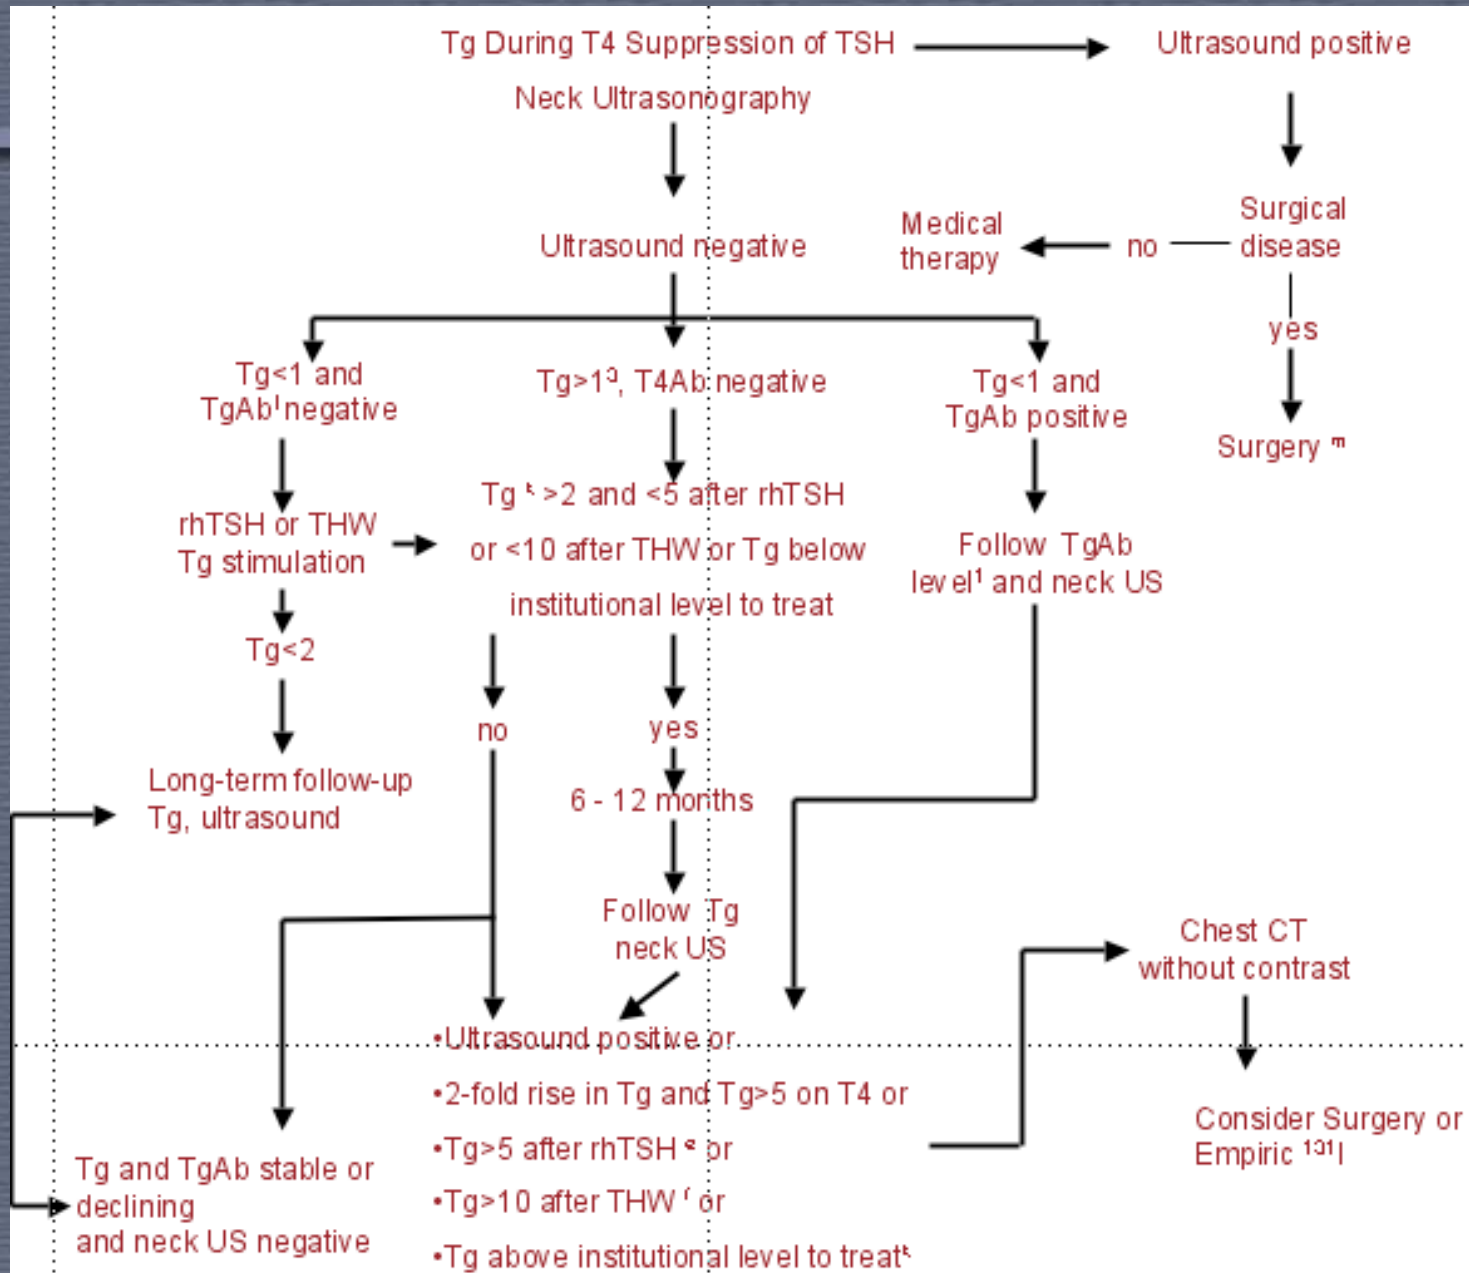 Tg During T4 Suppression of TSH
Neck Ultrasonography
Ultrasound positive
Ultrasound negative
Medical
therapy
no
Surgical
disease
yes
Surgery ᵐ
Tg<1 and
TgAb negative
Tg>1, T4Ab negative
Tg<1 and
TgAb positive
rhTSH or THW
Tg stimulation
Tg >2 and <5 after rhTSH
or <10 after THW or Tg below
institutional level to treat
Follow TgAb
level¹ and neck US
Tg<2
no
yes
Long-term follow-up
Tg, ultrasound
6 - 12 months
Follow Tg
neck US
Chest CT
without contrast
Consider Surgery or
Empiric ¹³¹I
•Ultrasound positive or
•2-fold rise in Tg and Tg>5 on T4 or
•Tg>5 after rhTSH ᵉ or
•Tg>10 after THW or
•Tg above institutional level to treat
Tg and TgAb stable or
declining
and neck US negative